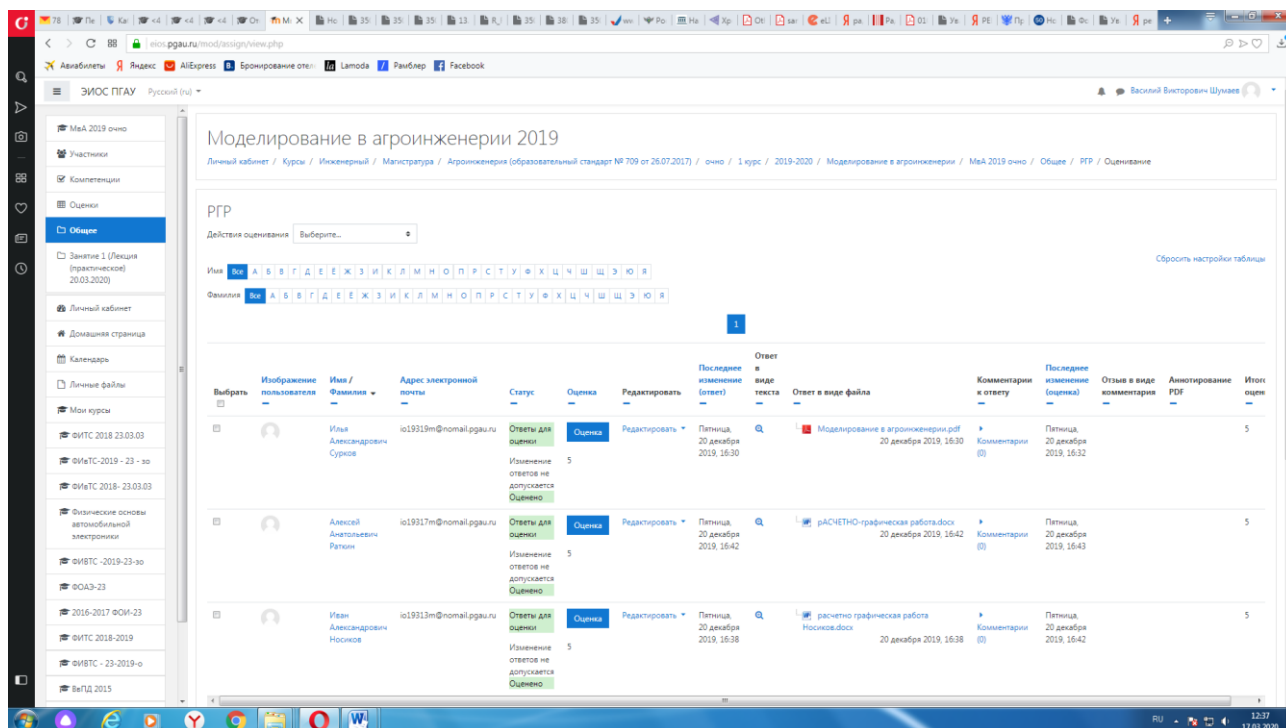 eios.pgau.ru/mod/assign/view.php
Авиабилеты Яндекс AliExpress Бронирование отел Lamoda Рамблер Facebook
ЭИОС ПГАУ Русский (ru)
Василий Викторович Шумаев
МвА 2019 очно
Участники
Компетенции
Оценки
Общее
Занятие 1 (Лекция
(практическое)
20.03.2020)
Личный кабинет
Домашняя страница
Календарь
Личные файлы
Мои курсы
ФИТС 2018 23.03.03
ФИвТС-2019 - 23 - зо
ФИвТС 2018- 23.03.03
Физические основы
автомобильной
электроники
ФИВТС -2019-23-зо
ФОАЭ-23
2016-2017 ФОИ-23
ФИТС 2018-2019
ФИВТС - 23-2019-о
ВвПД 2015
Моделирование в агроинженерии 2019
Личный кабинет / Курсы / Инженерный / Магистратура / Агроинженерия (образовательный стандарт № 709 от 26.07.2017) / очно / 1 курс / 2019-2020 / Моделирование в агроинженерии / МвА 2019 очно / Общее / РГР / Оценивание
РГР
Действия оценивания Выберите...
Сбросить настройки таблицы
Имя Все А Б В Г Д Е Ё Ж З И К Л М Н О П Р С Т У Ф Х Ц Ч Ш Щ Э Ю Я
Фамилия Все А Б В Г Д Е Ё Ж З И К Л М Н О П Р С Т У Ф Х Ц Ч Ш Щ Э Ю Я
1
Выбрать
Изображение
пользователя
Имя /
Фамилия
Адрес электронной
почты
Статус
Оценка
Редактировать
Последнее
изменение
(ответ)
Ответ
в
виде
текста
Ответ в виде файла
Комментарии
к ответу
Последнее
изменение
(оценка)
Отзыв в виде
комментария
Аннотирование
PDF
Илья
Александрович
Сурков
io19319m@nomail.pgau.ru
Ответы для
оценки
Изменение
ответов не
допускается
Оценено
Оценка
5
Редактировать
Пятница,
20 декабря
2019, 16:30
Моделирование в агроинженерии.pdf
20 декабря 2019, 16:30
Комментарии
(0)
Пятница,
20 декабря
2019, 16:32
5
Алексей
Анатольевич
Раткин
io19317m@nomail.pgau.ru
Ответы для
оценки
Изменение
ответов не
допускается
Оценено
Оценка
5
Редактировать
Пятница,
20 декабря
2019, 16:42
рАСЧЕТНО-графическая работа.docx
20 декабря 2019, 16:42
Комментарии
(0)
Пятница,
20 декабря
2019, 16:43
5
Иван
Александрович
Носиков
io19313m@nomail.pgau.ru
Ответы для
оценки
Изменение
ответов не
допускается
Оценено
Оценка
5
Редактировать
Пятница,
20 декабря
2019, 16:38
расчетно графическая работа
Носиков.docx
20 декабря 2019, 16:38
Комментарии
(0)
Пятница,
20 декабря
2019, 16:42
5
RU
12:37
17.03.2020